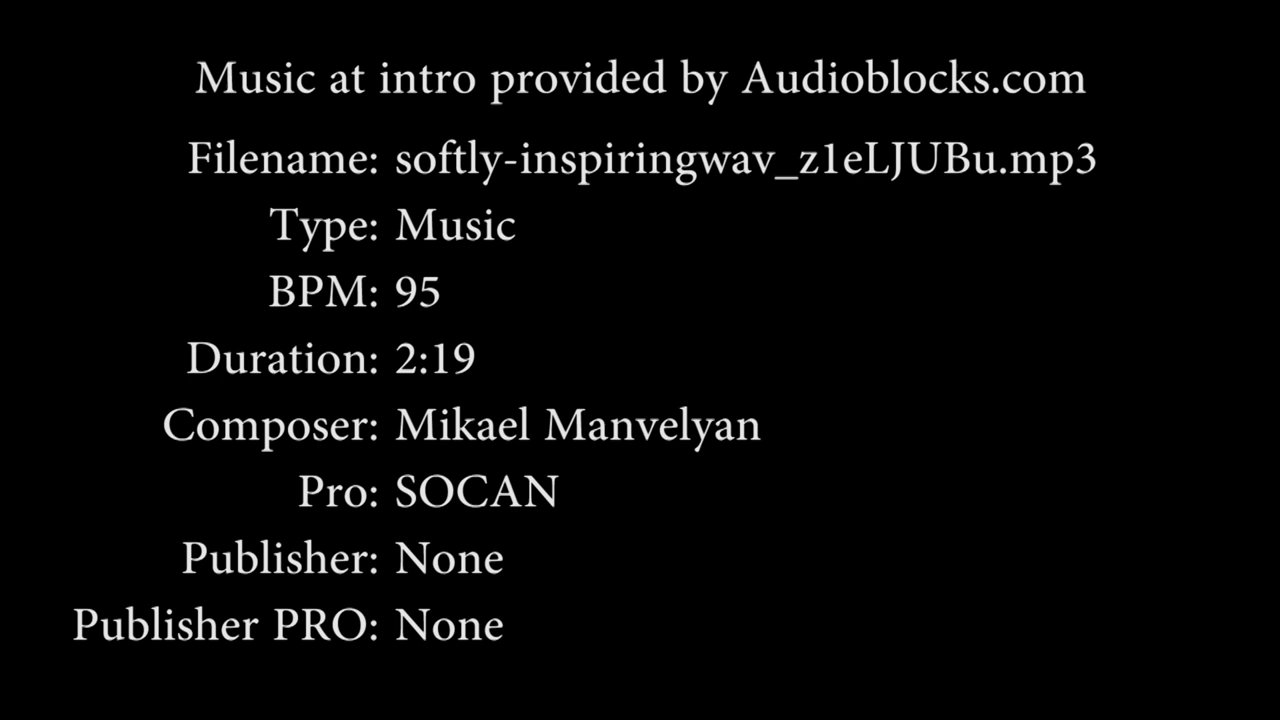 Music at intro provided by Audioblocks.com
Filename: softly-inspiringwav_z1eLJUBu.mp3
Type: Music
BPM: 95
Duration: 2:19
Composer: Mikael Manvelyan
Pro: SOCAN
Publisher: None
Publisher PRO: None